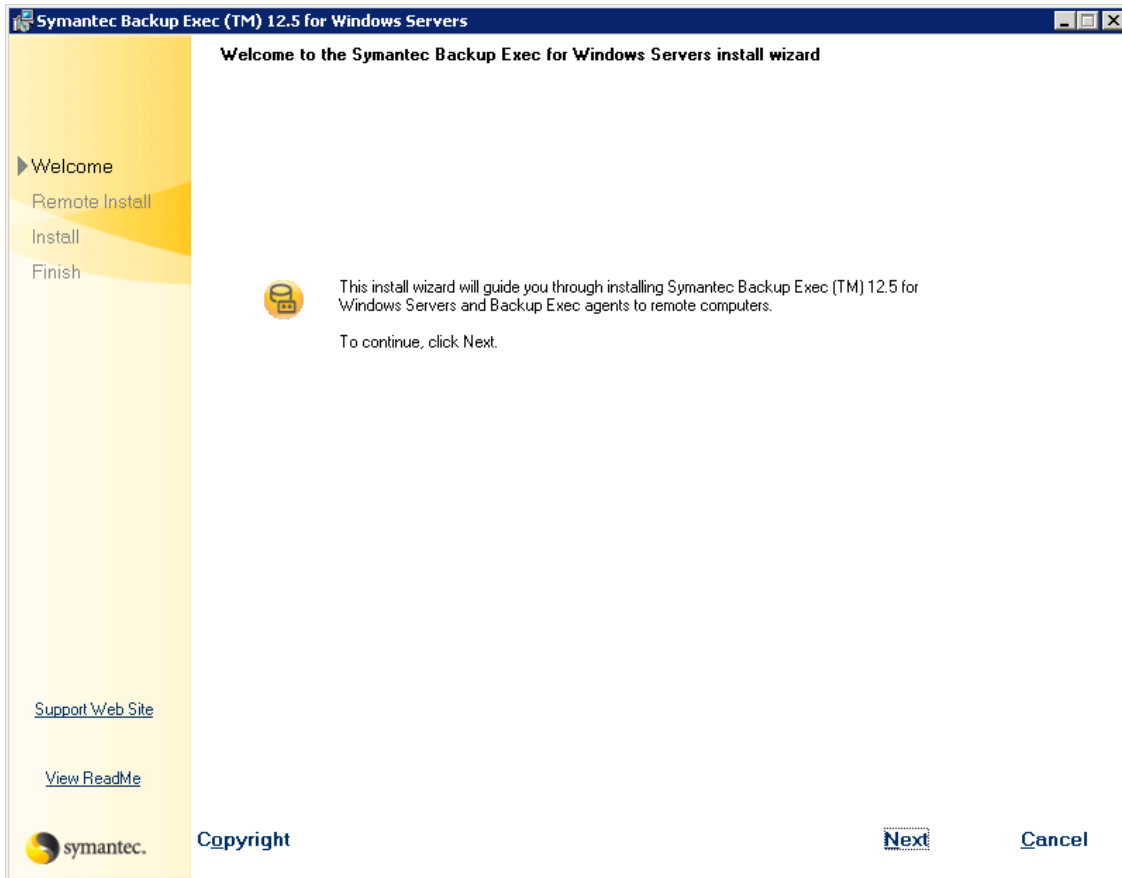 Symantec Backup Exec (TM) 12.5 for Windows Servers
Welcome to the Symantec Backup Exec for Windows Servers install wizard
Welcome
Remote Install
Install
Finish
This install wizard will guide you through installing Symantec Backup Exec (TM) 12.5 for
Windows Servers and Backup Exec agents to remote computers.
To continue, click Next.
Support Web Site
View ReadMe
symantec.
Copyright
Next
Cancel